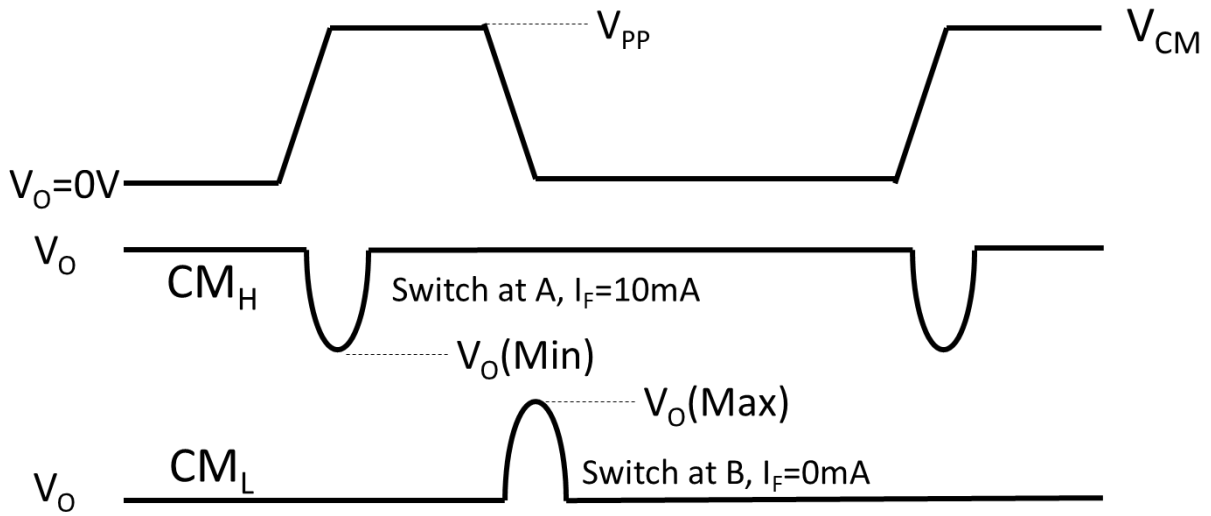 V_PP
V_CM
V_O=0V
V_O
CM_H
Switch at A, I_F=10mA
V_O(Min)
V_O(Max)
CM_L
Switch at B, I_F=0mA
V_O